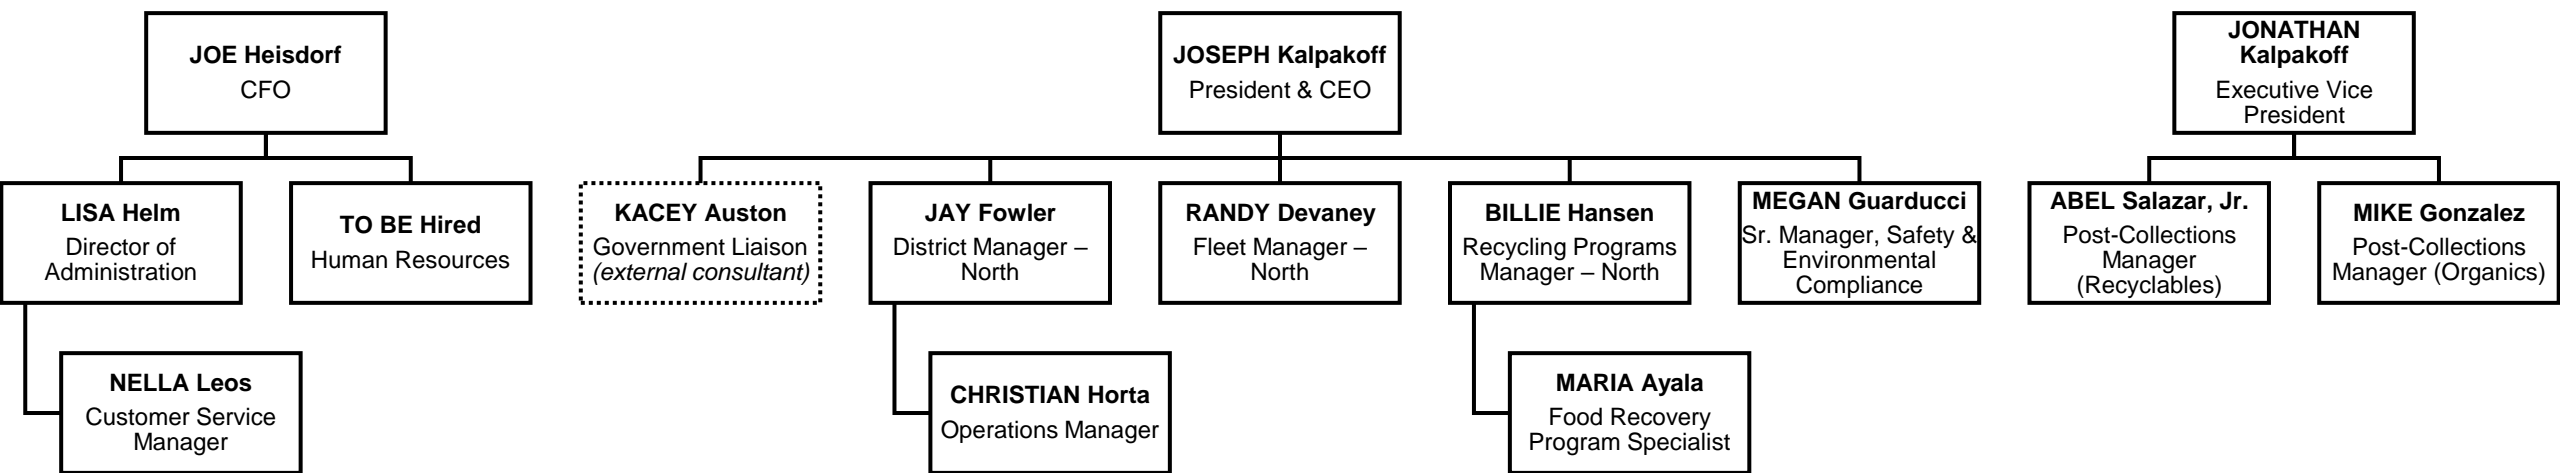 JOE Heisdorf
CFO
JOSEPH Kalpakoff
President & CEO
JONATHAN
Kalpakoff
Executive Vice
President
LISA Helm
Director of
Administration
TO BE Hired
Human Resources
KACEY Auston
Government Liaison
(external consultant)
JAY Fowler
District Manager –
North
RANDY Devaney
Fleet Manager –
North
BILLIE Hansen
Recycling Programs
Manager – North
MEGAN Guarducci
Sr. Manager, Safety &
Environmental
Compliance
ABEL Salazar, Jr.
Post-Collections
Manager
(Recyclables)
MIKE Gonzalez
Post-Collections
Manager (Organics)
NELLA Leos
Customer Service
Manager
CHRISTIAN Horta
Operations Manager
MARIA Ayala
Food Recovery
Program Specialist